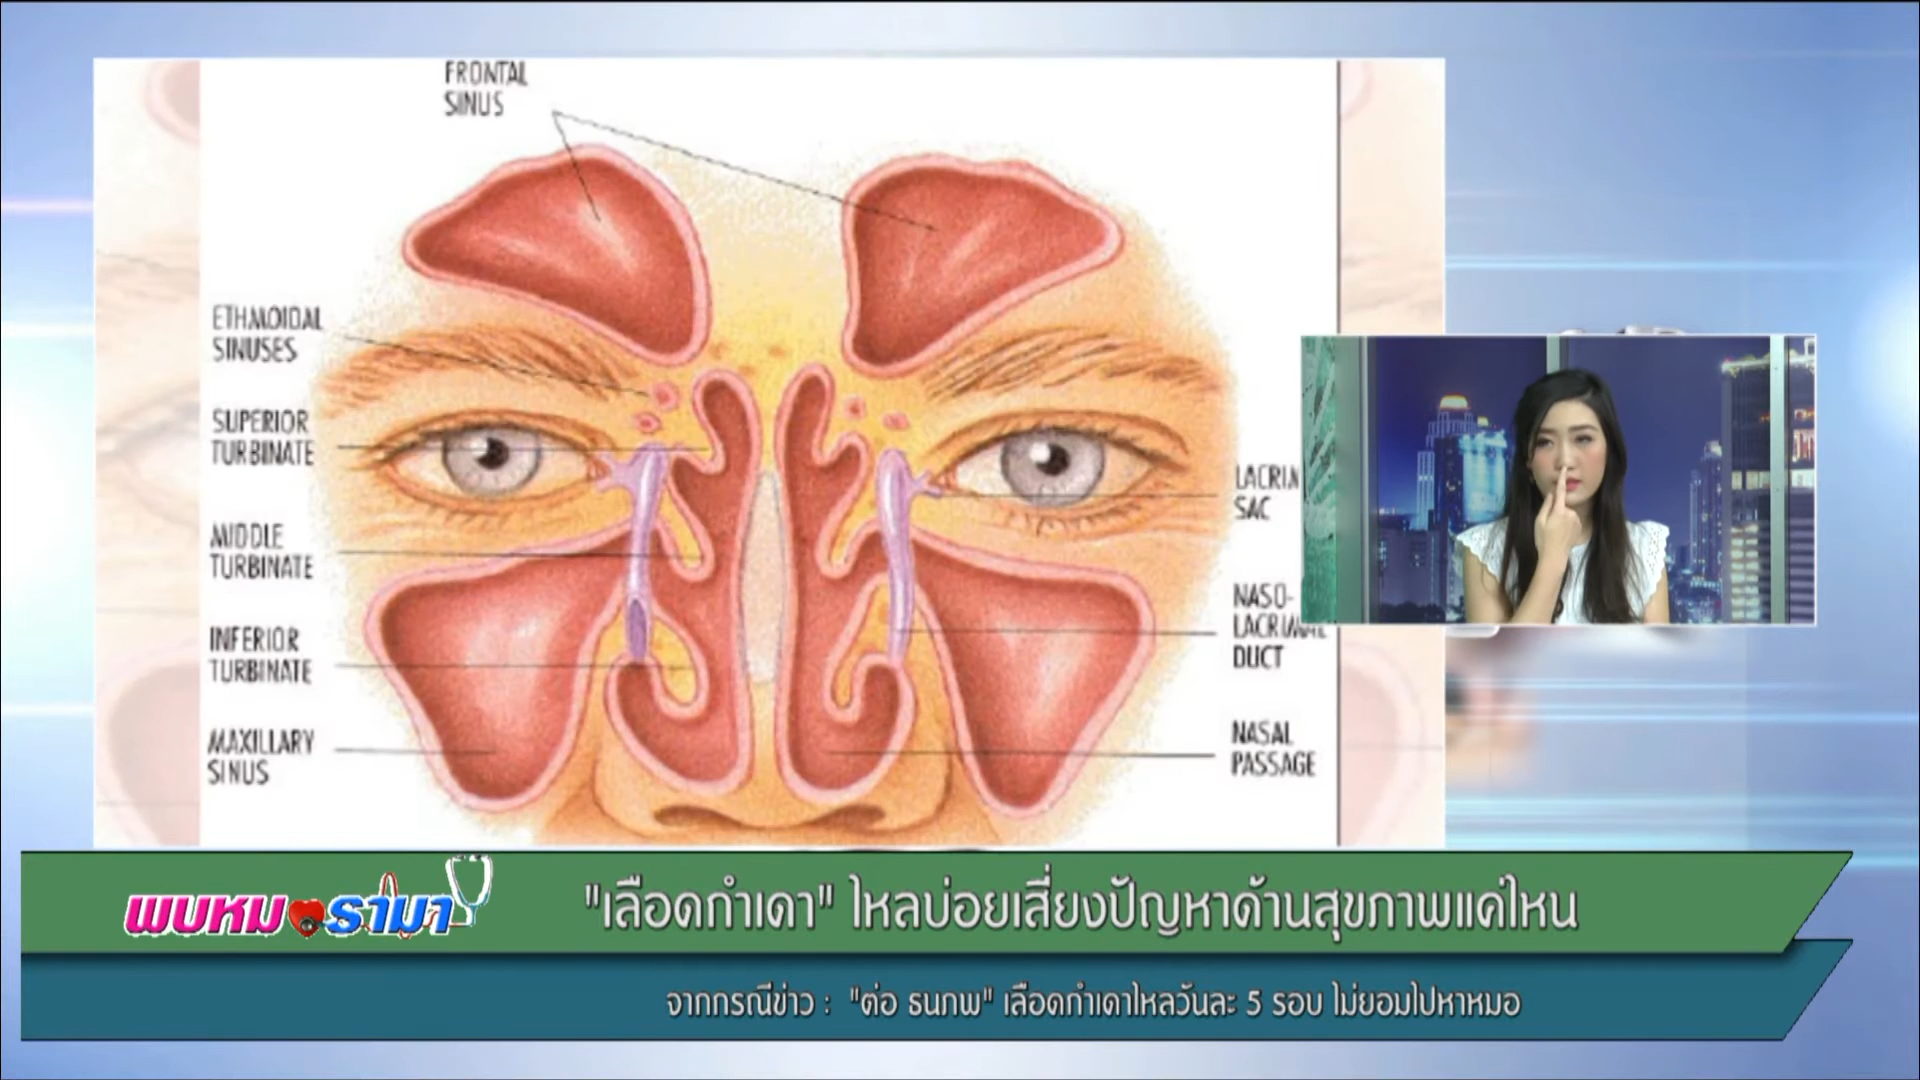 FRONTAL
SINUS
ETHMOIDAL
SINUSES
SUPERIOR
TURBINATE
MIDDLE
TURBINATE
INFERIOR
TURBINATE
MAXILLARY
SINUS
LACRIM
SAC
NASO-
LACRIMAL
DUCT
NASAL
PASSAGE
พบหมอรามา
"เลือดกำเดา" ไหลบ่อยเสี่ยงปัญหาด้านสุขภาพแค่ไหน
จากกรณีข่าว : "ต่อ ธนภพ" เลือดกำเดาไหลวันละ 5 รอบ ไม่ยอมไปหาหมอ